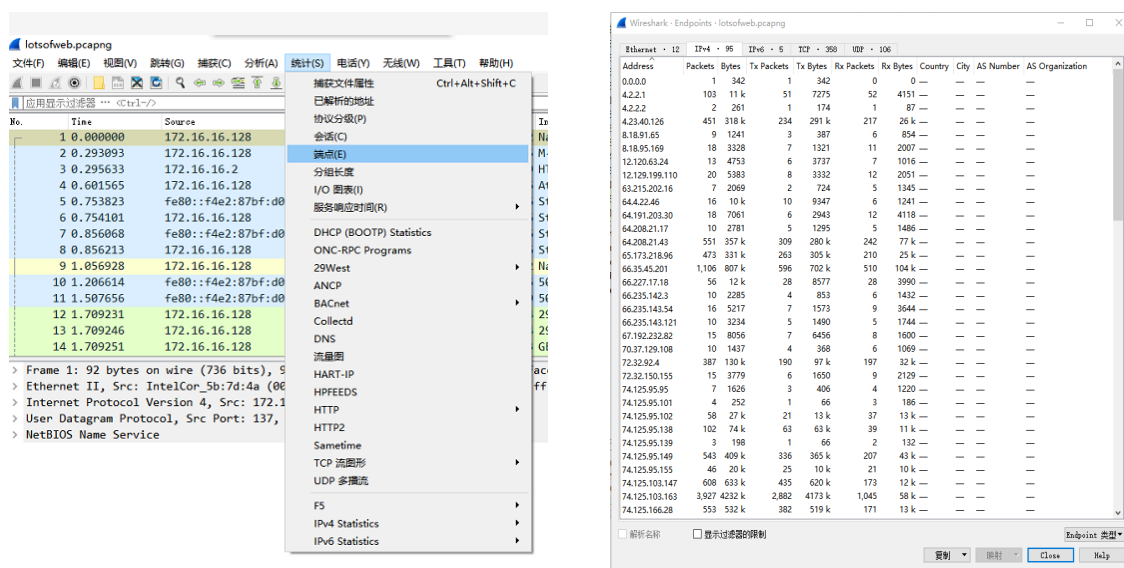 lotsofweb.pcapng
文件(F) 编辑(E) 视图(V) 跳转(G) 捕获(C) 分析(A) 统计(S) 电话(Y) 无线(W) 工具(T) 帮助(H)
应用显示过滤器 … <Ctrl-/>
No. Time Source
1 0.000000 172.16.16.128
2 0.293093 172.16.16.128
3 0.295633 172.16.16.2
4 0.601565 172.16.16.128
5 0.753823 fe80::f4e2:87bf:d0
6 0.754101 172.16.16.128
7 0.856068 fe80::f4e2:87bf:d0
8 0.856213 172.16.16.128
9 1.056928 172.16.16.128
10 1.206614 fe80::f4e2:87bf:d0
11 1.507656 fe80::f4e2:87bf:d0
12 1.709231 172.16.16.128
13 1.709246 172.16.16.128
14 1.709251 172.16.16.128
Frame 1: 92 bytes on wire (736 bits), 9
Ethernet II, Src: IntelCor_5b:7d:4a (00
Internet Protocol Version 4, Src: 172.1
User Datagram Protocol, Src Port: 137,
NetBIOS Name Service
捕获文件属性 Ctrl+Alt+Shift+C
已解析的地址
协议分级(P)
会话(C)
端点(E)
分组长度
I/O 图表(I)
服务响应时间(R)
DHCP (BOOTP) Statistics
ONC-RPC Programs
29West
ANCP
BACnet
Collectd
DNS
流量图
HART-IP
HPFEEDS
HTTP
HTTP2
Sametime
TCP 流图形
UDP 多播流
F5
IPv4 Statistics
IPv6 Statistics
Wireshark · Endpoints · lotsofweb.pcapng
Ethernet · 12 IPv4 · 95 IPv6 · 5 TCP · 358 UDP · 106
Address Packets Bytes Tx Packets Tx Bytes Rx Packets Rx Bytes Country City AS Number AS Organization
0.0.0.0 1 342 1 342 0 0 — — — —
4.2.2.1 103 11 k 51 7275 52 4151 — — — —
4.2.2.2 2 261 1 174 1 87 — — — —
4.23.40.126 451 318 k 234 291 k 217 26 k — — — —
8.18.91.65 9 1241 3 387 6 854 — — — —
8.18.95.169 18 3328 7 1321 11 2007 — — — —
12.120.63.24 13 4753 6 3737 7 1016 — — — —
12.129.199.110 20 5383 8 3332 12 2051 — — — —
63.215.202.16 7 2069 2 724 5 1345 — — — —
64.4.22.46 16 10 k 10 9347 6 1241 — — — —
64.191.203.30 18 7061 6 2943 12 4118 — — — —
64.208.21.17 10 2781 5 1295 5 1486 — — — —
64.208.21.43 551 357 k 309 280 k 242 77 k — — — —
65.173.218.96 473 331 k 263 305 k 210 25 k — — — —
66.35.45.201 1,106 807 k 596 702 k 510 104 k — — — —
66.227.17.18 56 12 k 28 8577 28 3990 — — — —
66.235.142.3 10 2285 4 853 6 1432 — — — —
66.235.143.54 16 5217 7 1573 9 3644 — — — —
66.235.143.121 10 3234 5 1490 5 1744 — — — —
67.192.232.82 15 8056 7 6456 8 1600 — — — —
70.37.129.108 10 1437 4 368 6 1069 — — — —
72.32.92.4 387 130 k 190 97 k 197 32 k — — — —
72.32.150.155 15 3779 6 1650 9 2129 — — — —
74.125.95.95 7 1626 3 406 4 1220 — — — —
74.125.95.101 4 252 1 66 3 186 — — — —
74.125.95.102 58 27 k 21 13 k 37 13 k — — — —
74.125.95.138 102 74 k 63 63 k 39 11 k — — — —
74.125.95.139 3 198 1 66 2 132 — — — —
74.125.95.149 543 409 k 336 365 k 207 43 k — — — —
74.125.95.155 46 20 k 25 10 k 21 10 k — — — —
74.125.103.147 608 633 k 435 620 k 173 12 k — — — —
74.125.103.163 3,927 4232 k 2,882 4173 k 1,045 58 k — — — —
74.125.166.28 553 532 k 382 519 k 171 13 k — — — —
解析名称 显示过滤器的限制 Endpoint 类型
复制 映射 Close Help